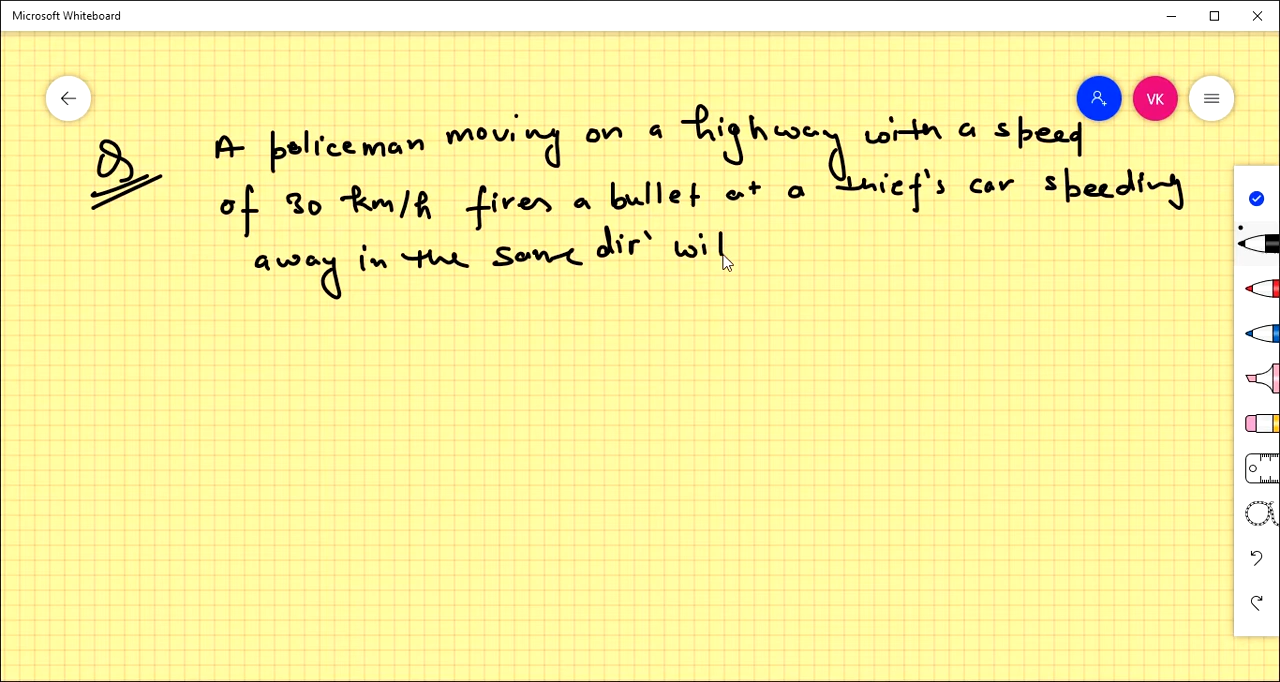 Microsoft Whiteboard
VK
Q A policeman moving on a highway with a speed
of 30 km/h fires a bullet at a thief's car speeding
away in the same dir' wil